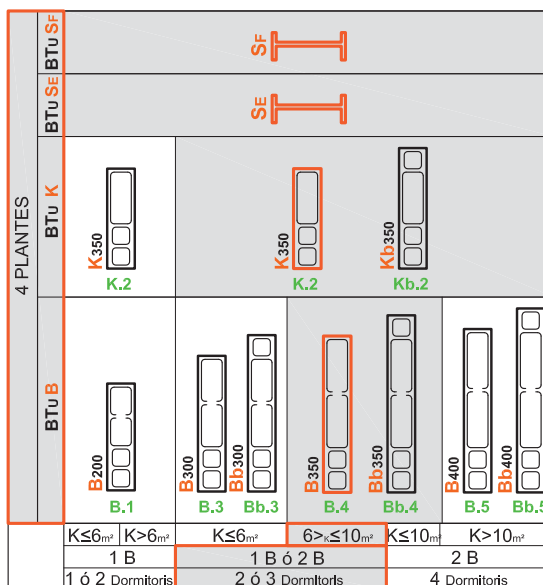 4 PLANTES
BTu SF
SF
BTu SE
SE
BTu K
K350
K.2
K350
K.2
Kb350
Kb.2
BTu B
B200
B.1
B300
B.3
Bb300
Bb.3
B350
B.4
Bb350
Bb.4
B400
B.5
Bb400
Bb.5
K≤6m² K>6m² K≤6m² 6>K≤10m² K≤10m² K>10m²
1 B 1 B ó 2 B 2 B
1 ó 2 Dormitoris 2 ó 3 Dormitoris 4 Dormitoris